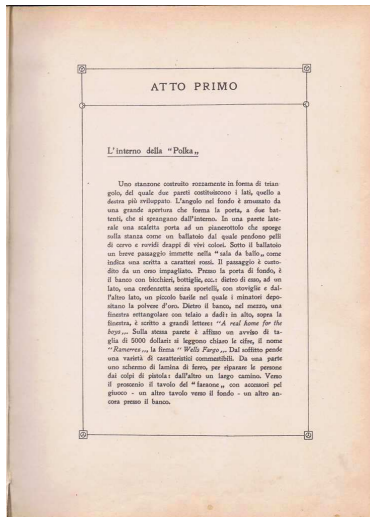 ATTO PRIMO
L'interno della “Polka„
Uno stanzone costruito rozzamente in forma di trian-
golo, del quale due pareti costituiscono i lati, quello a
destra più sviluppato. L'angolo nel fondo è smussato da
una grande apertura che forma la porta, a due bat-
tenti, che si sprangano dall'interno. In una parete late-
rale una scaletta porta ad un pianerottolo che sporge
sulla stanza come un ballatoio dal quale pendono pelli
di cervo e ruvidi drappi di vivi colori. Sotto il ballatoio
un breve passaggio immette nella “sala da ballo„ come
indica una scritta a caratteri rossi. Il passaggio è custo-
dito da un orso impagliato. Presso la porta di fondo, è
il banco con bicchieri, bottiglie, ecc.: dietro di esso, ad un
lato, una credenzetta senza sportelli, con stoviglie e dal-
l'altro lato, un piccolo barile nel quale i minatori depo-
sitano la polvere d'oro. Dietro il banco, nel mezzo, una
finestra rettangolare con telaio a dadi: in alto, sopra la
finestra, è scritto a grandi lettere: “A real home for the
boys„. Sulla stessa parete è affisso un avviso di ta-
glia di 5000 dollari: si leggono chiaro le cifre, il nome
“Ramerrez„, la firma “Wells Fargo„. Dal soffitto pende
una varietà di caratteristici commestibili. Da una parte
uno schermo di lamina di ferro, per riparare le persone
dai colpi di pistola: dall'altro un largo camino. Verso
il proscenio il tavolo del “faraone„ con accessori pel
giuoco - un altro tavolo verso il fondo - un altro an-
cora presso il banco.